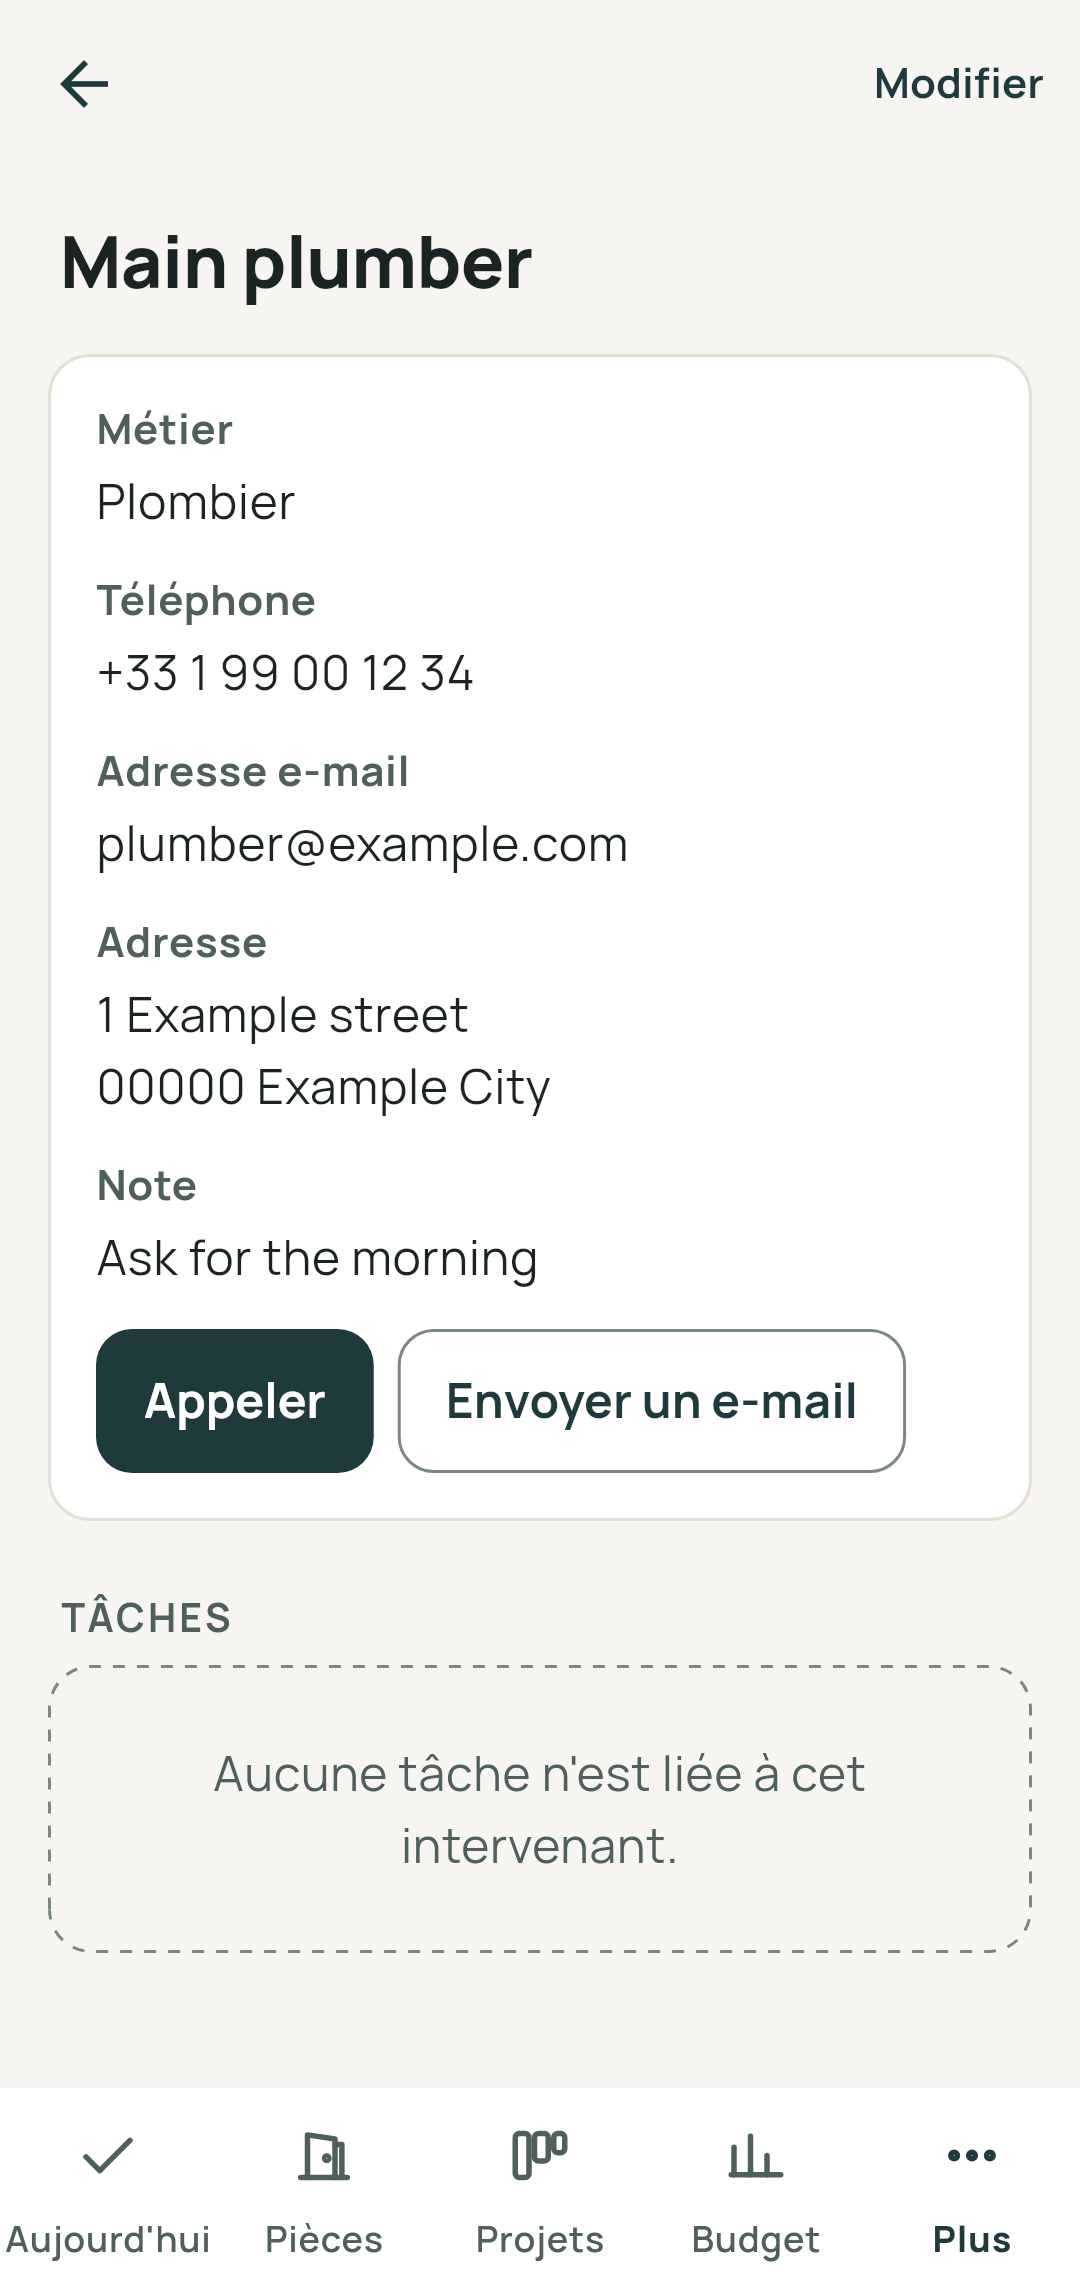 Modifier
Main plumber
Métier
Plombier
Téléphone
+33 1 99 00 12 34
Adresse e-mail
plumber@example.com
Adresse
1 Example street
00000 Example City
Note
Ask for the morning
Appeler
Envoyer un e-mail
TÂCHES
Aucune tâche n'est liée à cet
intervenant.
Aujourd'hui
Pièces
Projets
Budget
Plus